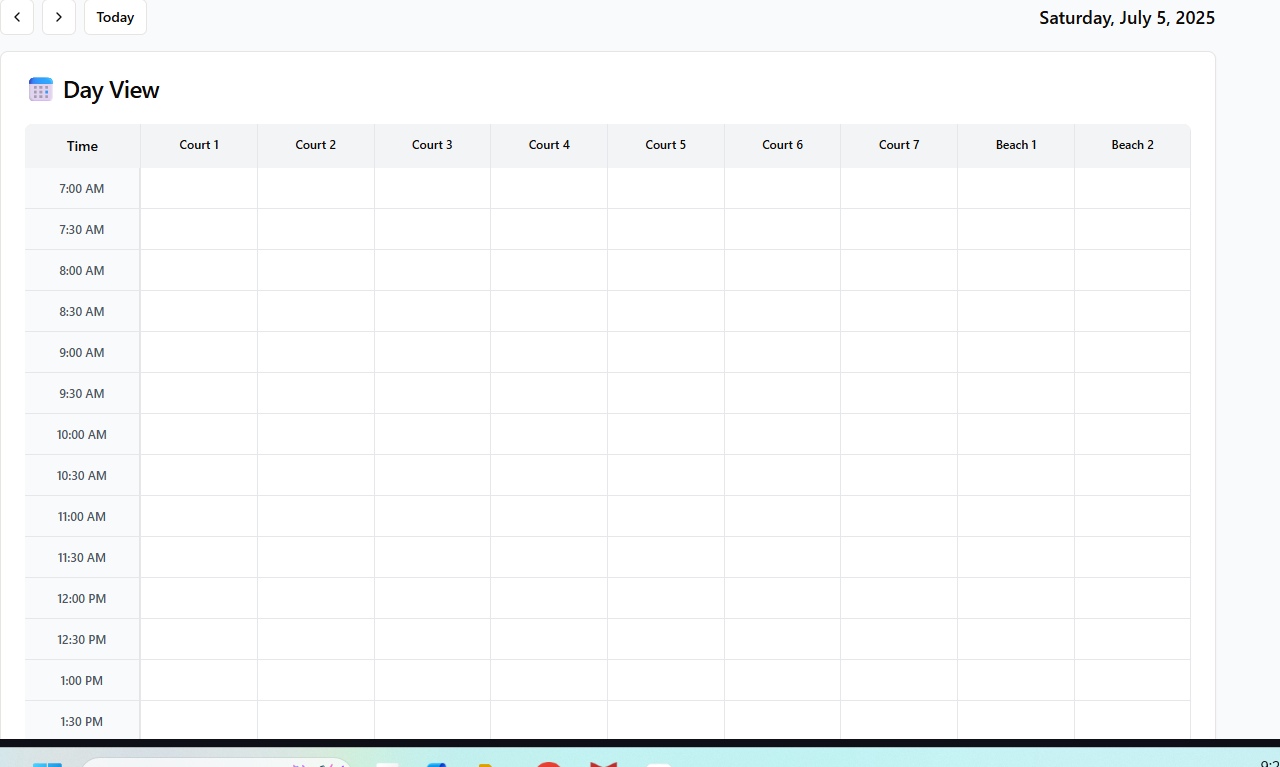 Today
Saturday, July 5, 2025
Day View
Time Court 1 Court 2 Court 3 Court 4 Court 5 Court 6 Court 7 Beach 1 Beach 2
7:00 AM
7:30 AM
8:00 AM
8:30 AM
9:00 AM
9:30 AM
10:00 AM
10:30 AM
11:00 AM
11:30 AM
12:00 PM
12:30 PM
1:00 PM
1:30 PM